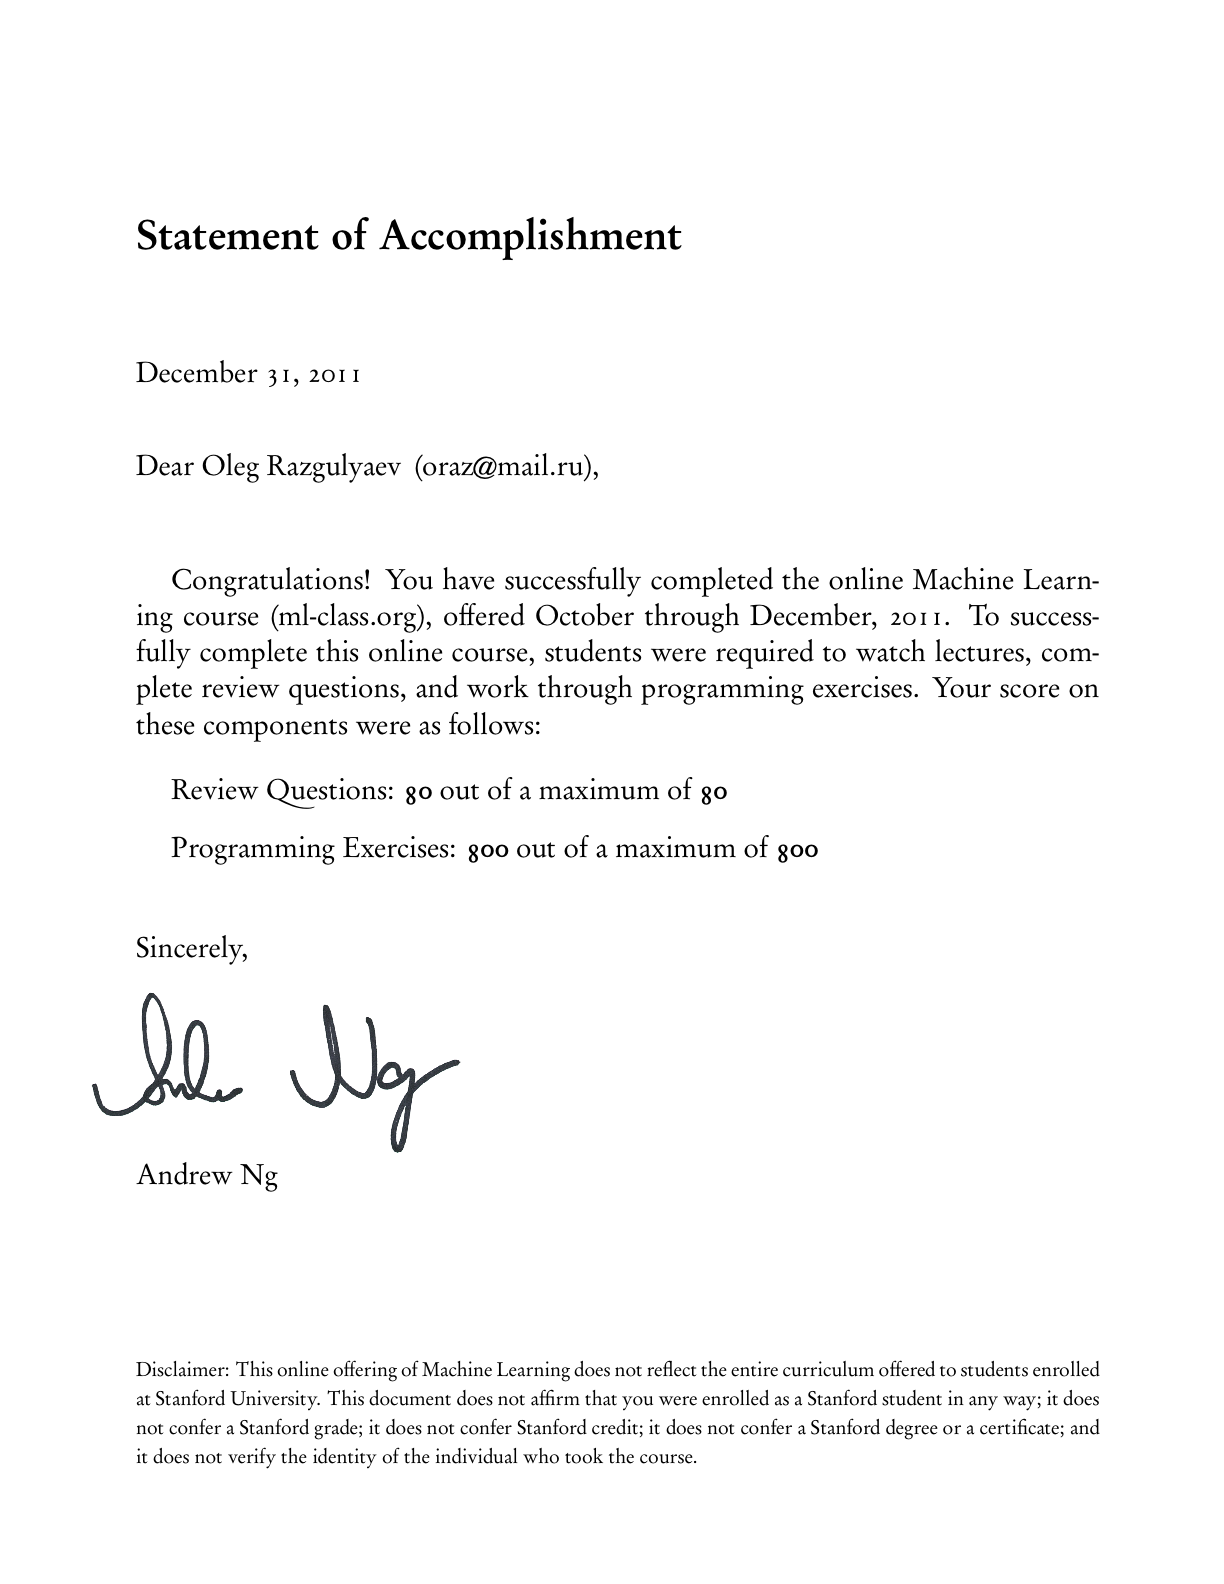 Statement of Accomplishment
December 31, 2011
Dear Oleg Razgulyaev (oraz@mail.ru),
Congratulations! You have successfully completed the online Machine Learn-
ing course (ml-class.org), offered October through December, 2011. To success-
fully complete this online course, students were required to watch lectures, com-
plete review questions, and work through programming exercises. Your score on
these components were as follows:
Review Questions: 80 out of a maximum of 80
Programming Exercises: 800 out of a maximum of 800
Sincerely,
Andrew Ng
Andrew Ng
Disclaimer: This online offering of Machine Learning does not reflect the entire curriculum offered to students enrolled
at Stanford University. This document does not affirm that you were enrolled as a Stanford student in any way; it does
not confer a Stanford grade; it does not confer Stanford credit; it does not confer a Stanford degree or a certificate; and
it does not verify the identity of the individual who took the course.